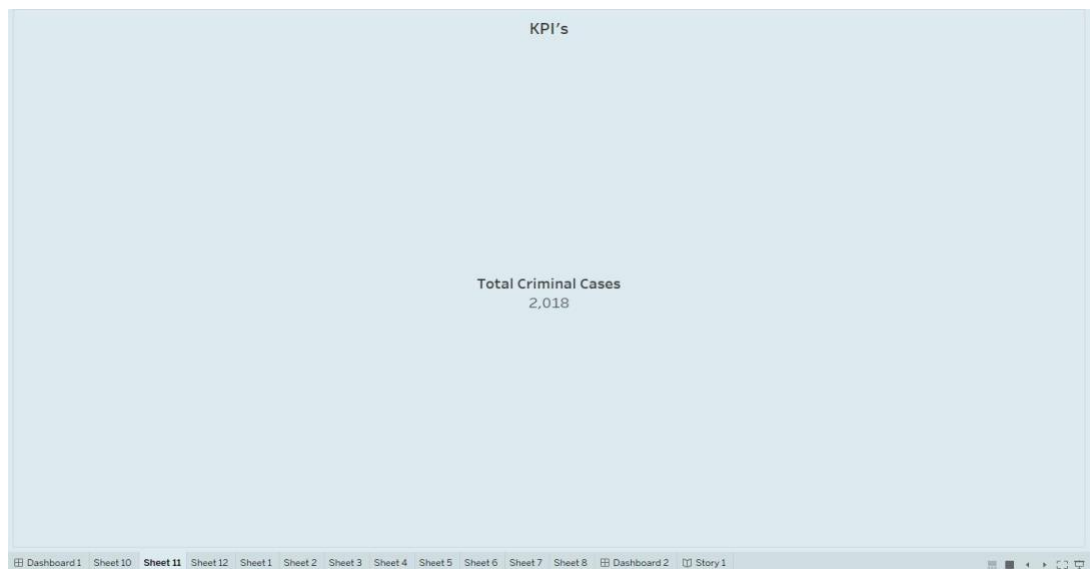 KPI's
Total Criminal Cases
2,018
Dashboard 1 Sheet 10 Sheet 11 Sheet 12 Sheet 1 Sheet 2 Sheet 3 Sheet 4 Sheet 5 Sheet 6 Sheet 7 Sheet 8 Dashboard 2 Story 1